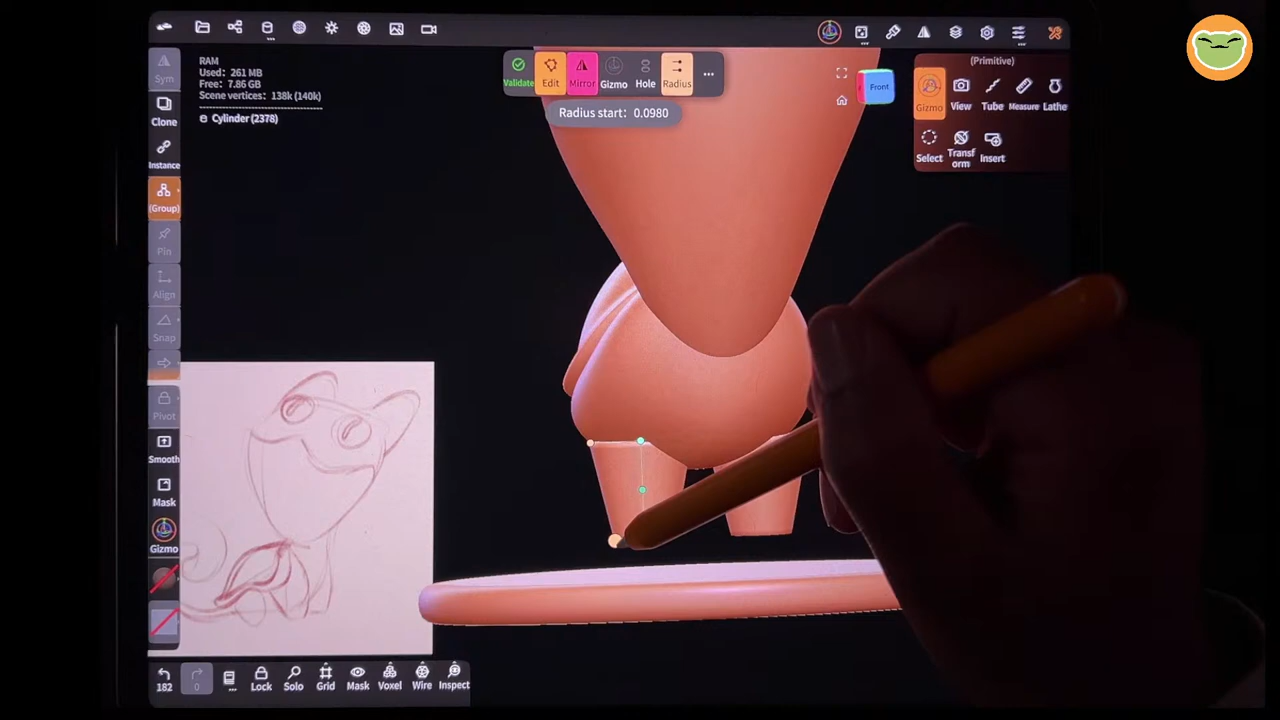 RAM
Used: 261 MB
Free: 7.86 GB
Scene vertices: 138k (140k)
Cylinder (2378)
Sym
Clone
Instance
(Group)
Pin
Align
Snap
Pivot
Smooth
Mask
Gizmo
Validate
Edit
Mirror
Gizmo
Hole
Radius
Radius start: 0.0980
Front
(Primitive)
Gizmo
View
Tube
Measure
Lathe
Select
Transf
orm
Insert
182
0
Lock
Solo
Grid
Mask
Voxel
Wire
Inspect